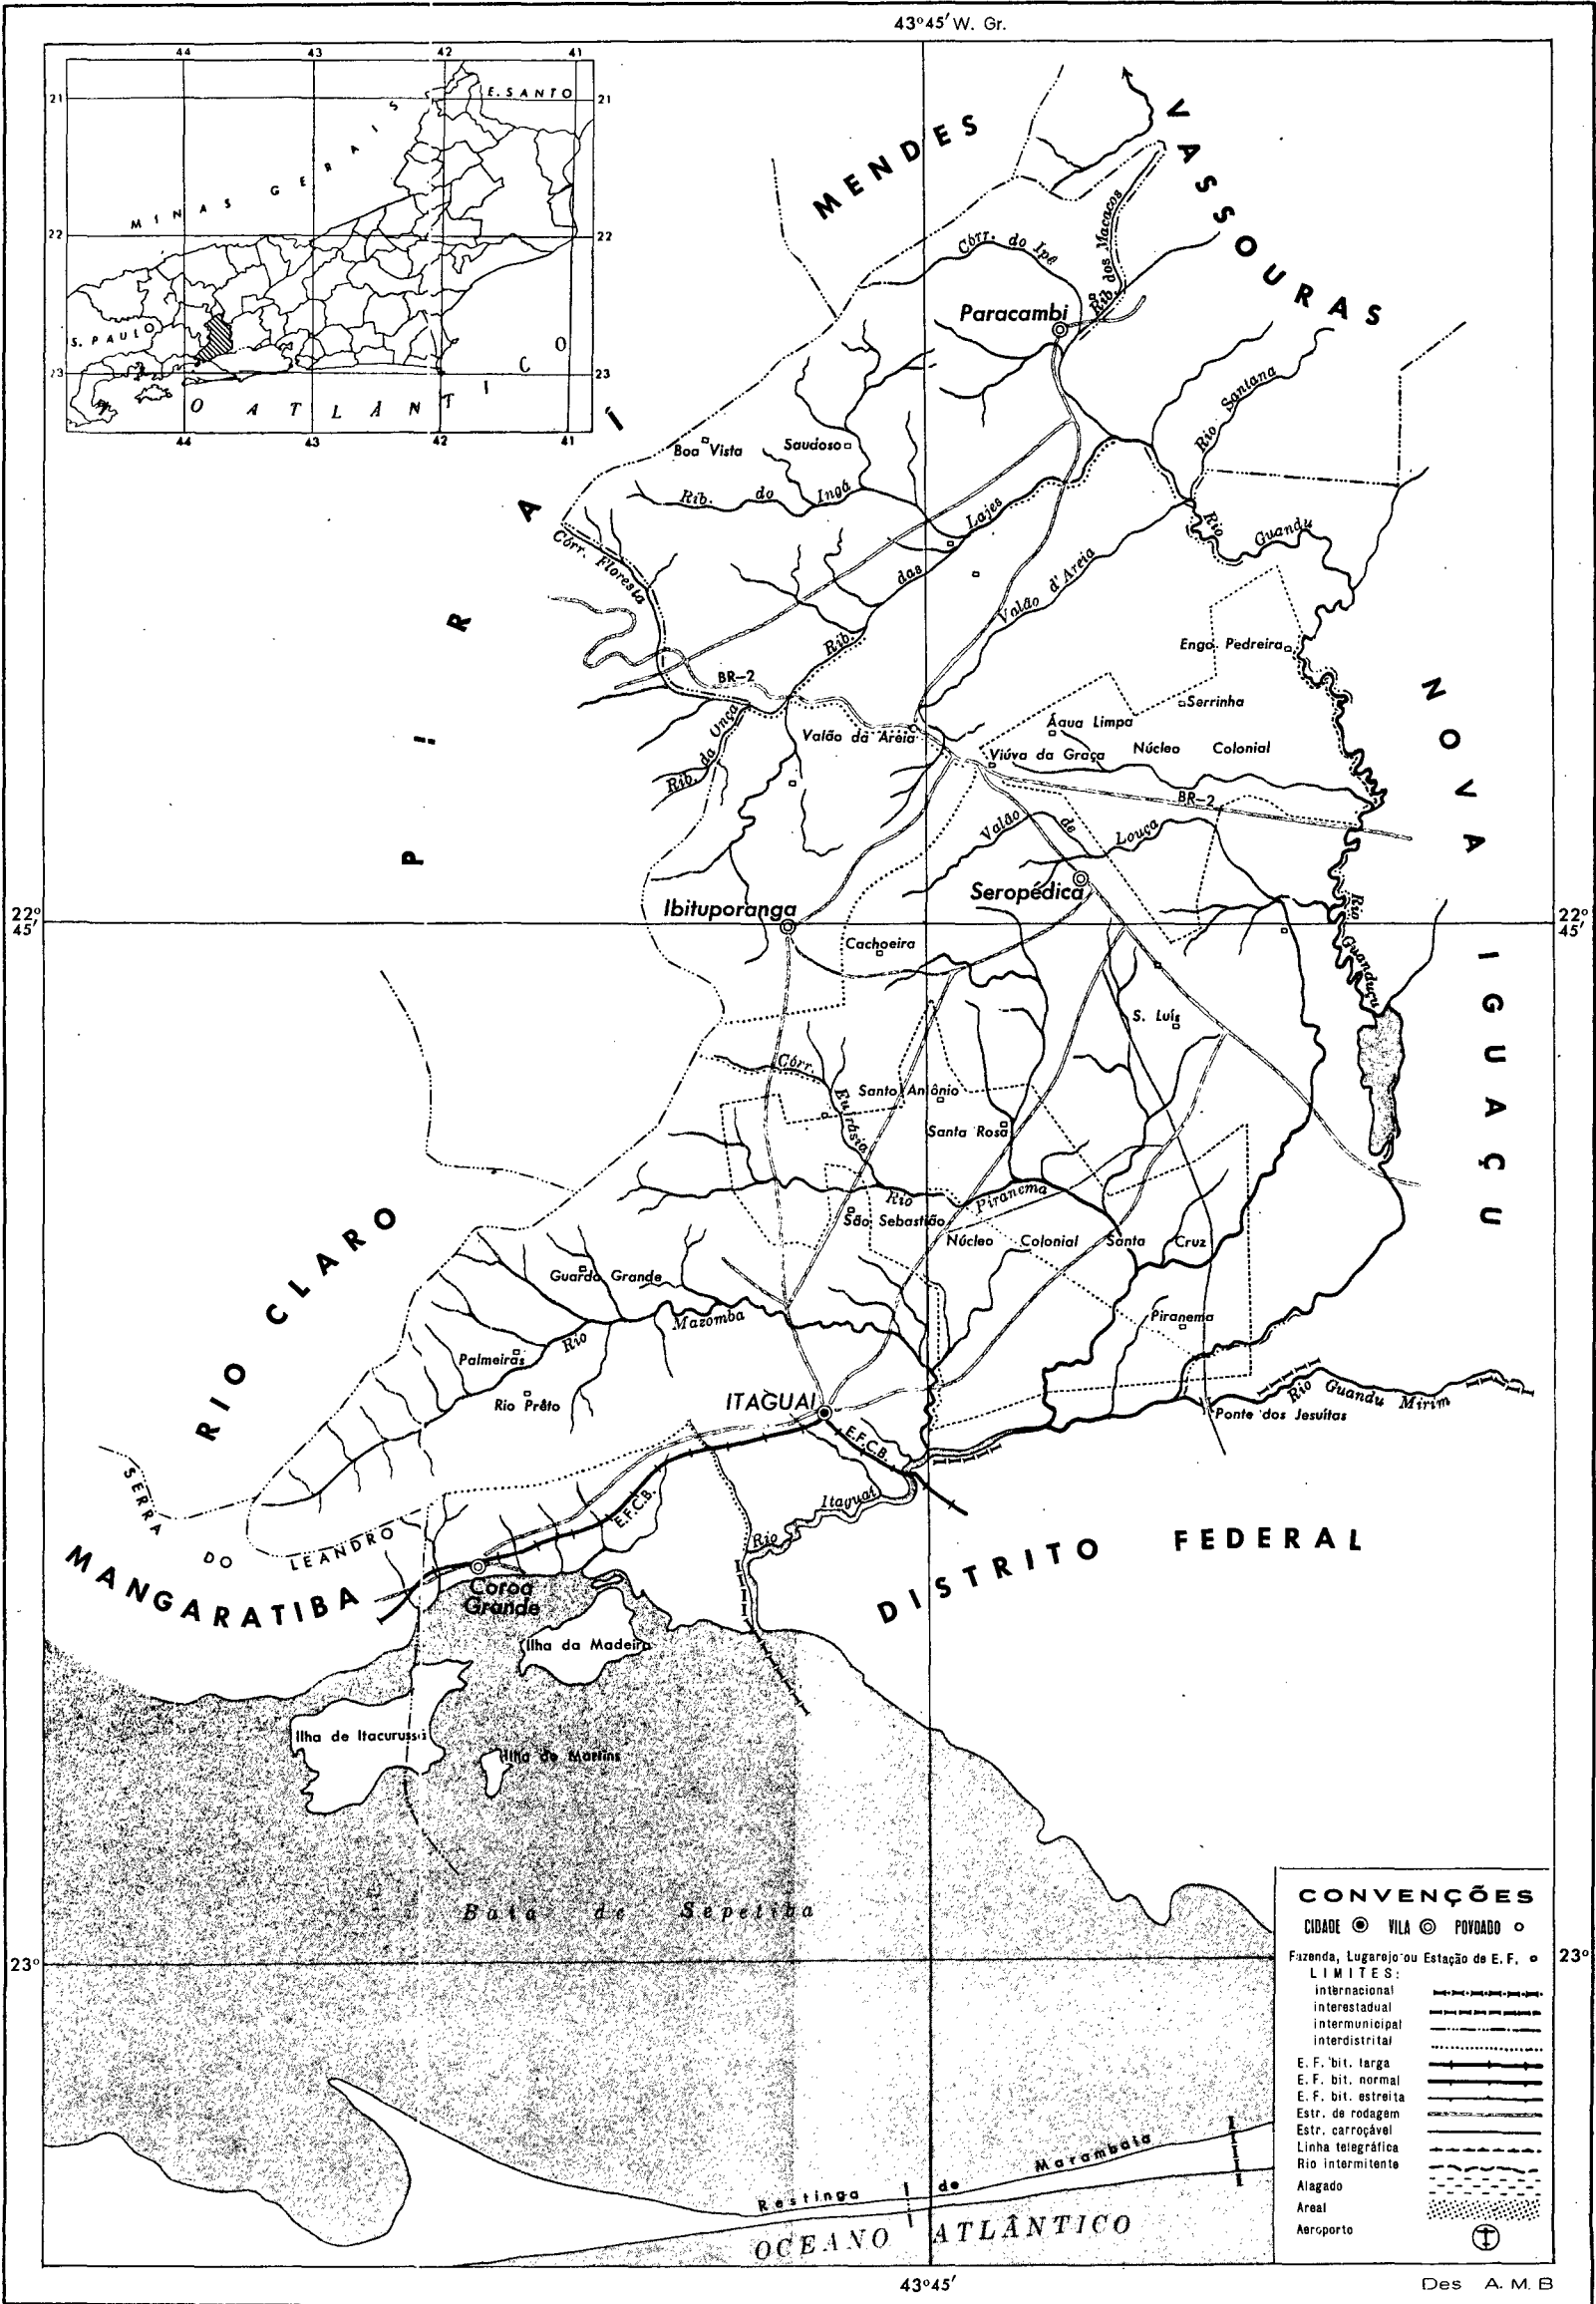 43°45′ W. Gr.
44 43 42 41
21 E. SANTO 21
MINAS GERAIS
22 22
S. PAULO
23 23
O ATLÂNTICO
44 43 42 41
MENDES
VASSOURAS
Córr. do Ipê
Rib. dos Macacos
Paracambi
Rio Santana
Boa Vista
Saudoso
Rib. do Ingá
PIRAÍ
Rib. das Lajes
Rio Guandu
Córr. Floresta
Valão d'Areia
Eng. Pedreira
BR-2
Serrinha
Água Limpa
Valão da Areia
Rib. da Unça
Viúva da Graça
Núcleo Colonial
NOVA IGUAÇU
BR-2
Valão de Louça
Seropédica
Ibituporanga
22° 45′
22° 45′
Rio Guanduçu
Cachoeira
S. Luís
Córr. Eufrásia
Santo Antônio
Santa Rosa
Rio Piranema
São Sebastião
Núcleo Colonial Santa Cruz
RIO CLARO
Guarda Grande
Rio Mazomba
Piranema
Palmeiras
Rio Prêto
ITAGUAI
Rio Guandu Mirim
Ponte dos Jesuítas
E.F.C.B.
E.F.C.B.
Rio Itaguaí
SERRA DO LEANDRO
DISTRITO FEDERAL
MANGARATIBA
Coroa
Grande
Ilha da Madeira
Ilha de Itacurussá
Ilha de Martins
Baía de Sepetiba
23°
23°
Restinga de Marambaia
OCEANO ATLÂNTICO
CONVENÇÕES
CIDADE VILA POVOADO
Fazenda, Lugarejo ou Estação de E. F.
LIMITES:
internacional
interestadual
intermunicipal
interdistrital
E. F. bit. larga
E. F. bit. normal
E. F. bit. estreita
Estr. de rodagem
Estr. carroçável
Linha telegráfica
Rio intermitente
Alagado
Areal
Aeroporto
43°45′
Des A. M. B